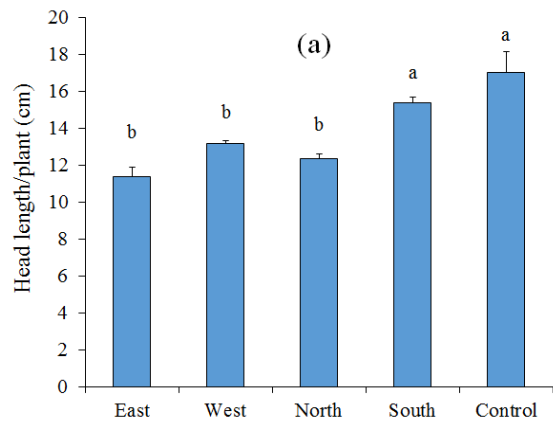 (a)
Head length/plant (cm)
20
18
16
14
12
10
8
6
4
2
0
b
b
b
a
a
East
West
North
South
Control